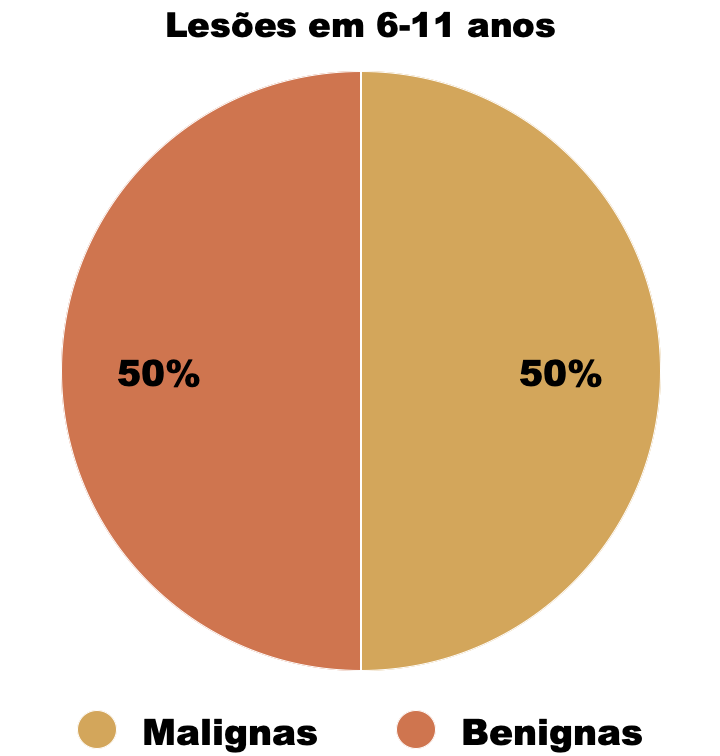 Lesões em 6-11 anos
50% 50%
Malignas Benignas